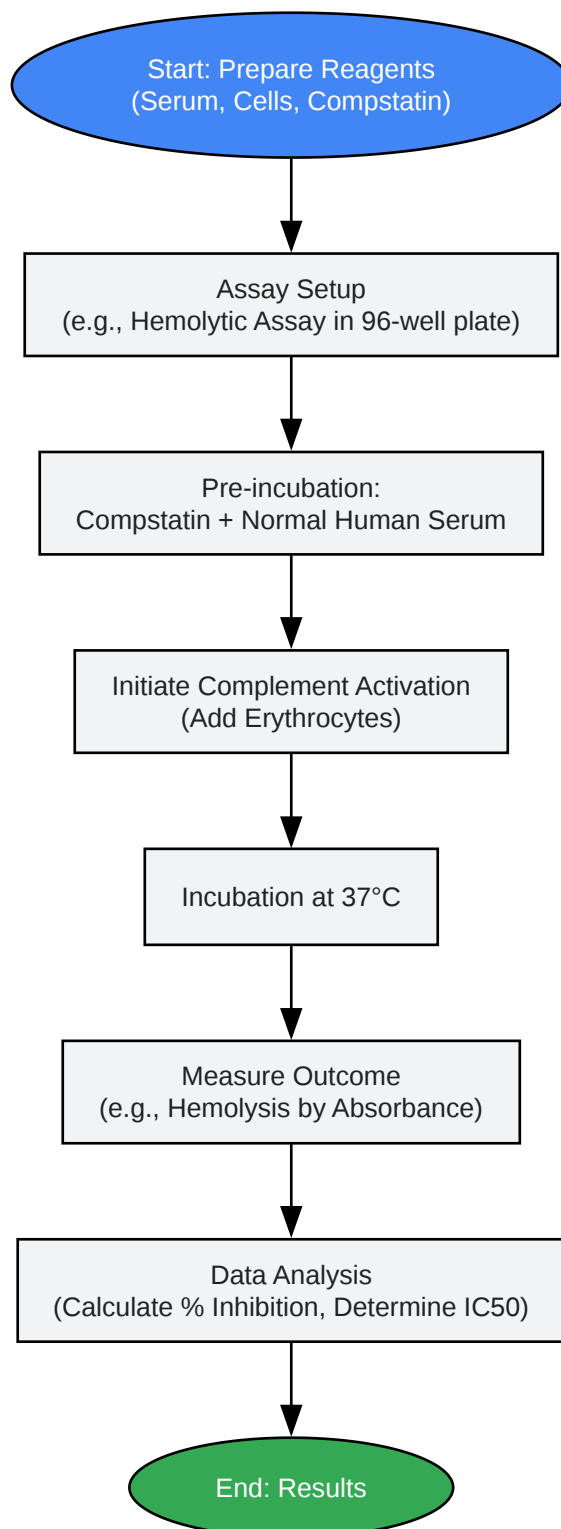 Start: Prepare Reagents
(Serum, Cells, Compstatin)
Assay Setup
(e.g., Hemolytic Assay in 96-well plate)
Pre-incubation:
Compstatin + Normal Human Serum
Initiate Complement Activation
(Add Erythrocytes)
Incubation at 37°C
Measure Outcome
(e.g., Hemolysis by Absorbance)
Data Analysis
(Calculate % Inhibition, Determine IC50)
End: Results